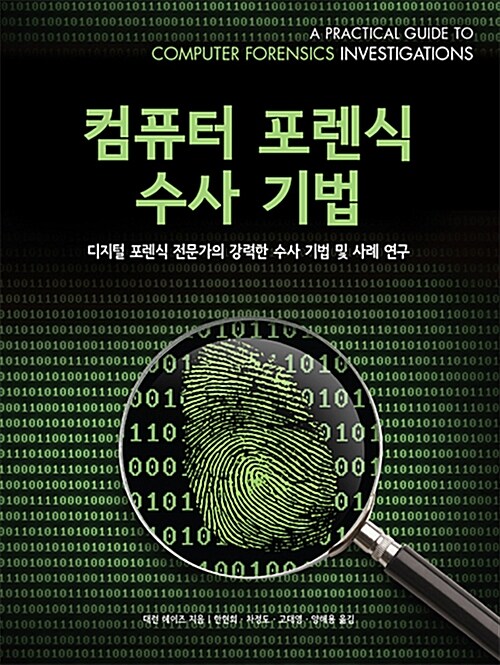 A PRACTICAL GUIDE TO
COMPUTER FORENSICS INVESTIGATIONS
컴퓨터 포렌식
수사 기법
디지털 포렌식 전문가의 강력한 수사 기법 및 사례 연구
대런 헤이즈 지음 | 한현희 · 차정도 · 고대영 · 양해용 옮김